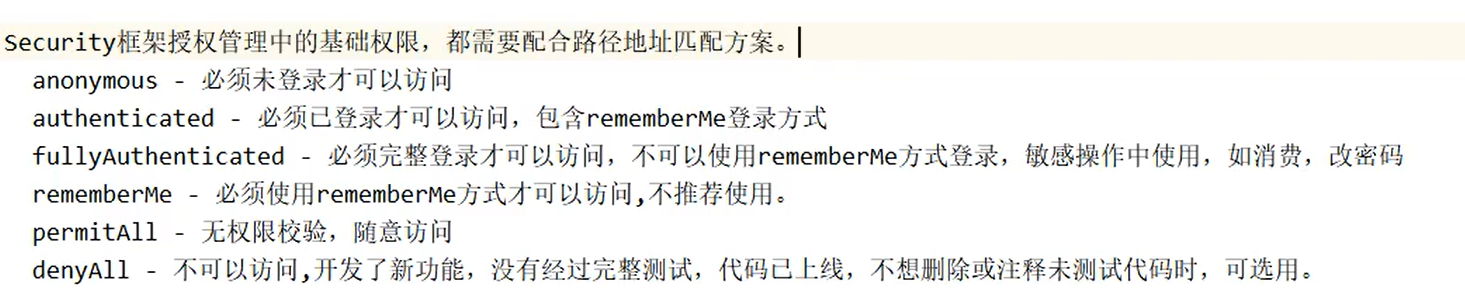 Security框架授权管理中的基础权限，都需要配合路径地址匹配方案。
anonymous - 必须未登录才可以访问
authenticated - 必须已登录才可以访问，包含rememberMe登录方式
fullyAuthenticated - 必须完整登录才可以访问，不可以使用rememberMe方式登录，敏感操作中使用，如消费，改密码
rememberMe - 必须使用rememberMe方式才可以访问,不推荐使用。
permitAll - 无权限校验，随意访问
denyAll - 不可以访问,开发了新功能，没有经过完整测试，代码已上线，不想删除或注释未测试代码时，可选用。